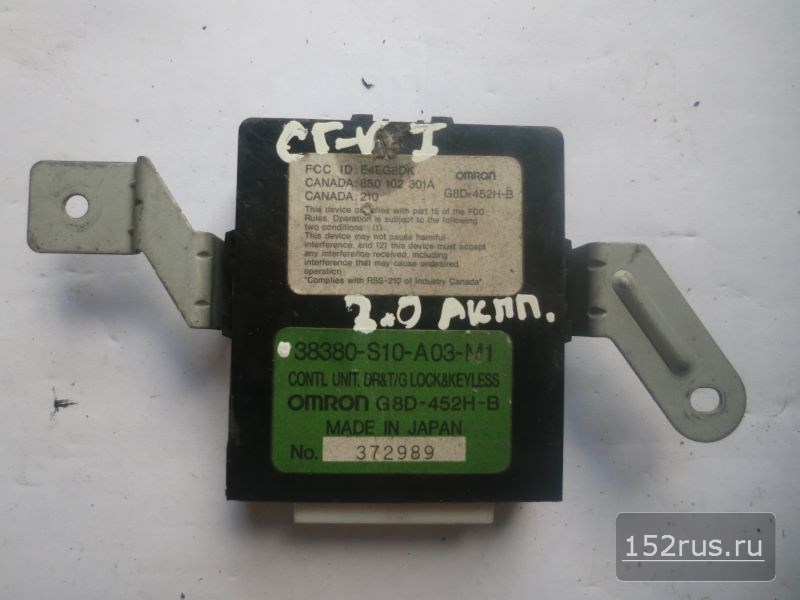 CR-V I
FCC ID: E4EG8DK
OMRON
CANADA: 850 102 301A
CANADA: 210
G8D-452H-B
This device complies with part 15 of the FCC
Rules. Operation is subject to the following
two conditions (1)
This device may not cause harmful
interference, and (2) this device must accept
any interference received, including
interference that may cause undesired
operation
"Complies with RSS-210 of Industry Canada"
2.0 АКПП.
38380-S10-A03-M1
CONTL UNIT, DR&T/G LOCK&KEYLESS
OMRON G8D-452H-B
MADE IN JAPAN
No. 372989
152rus.ru